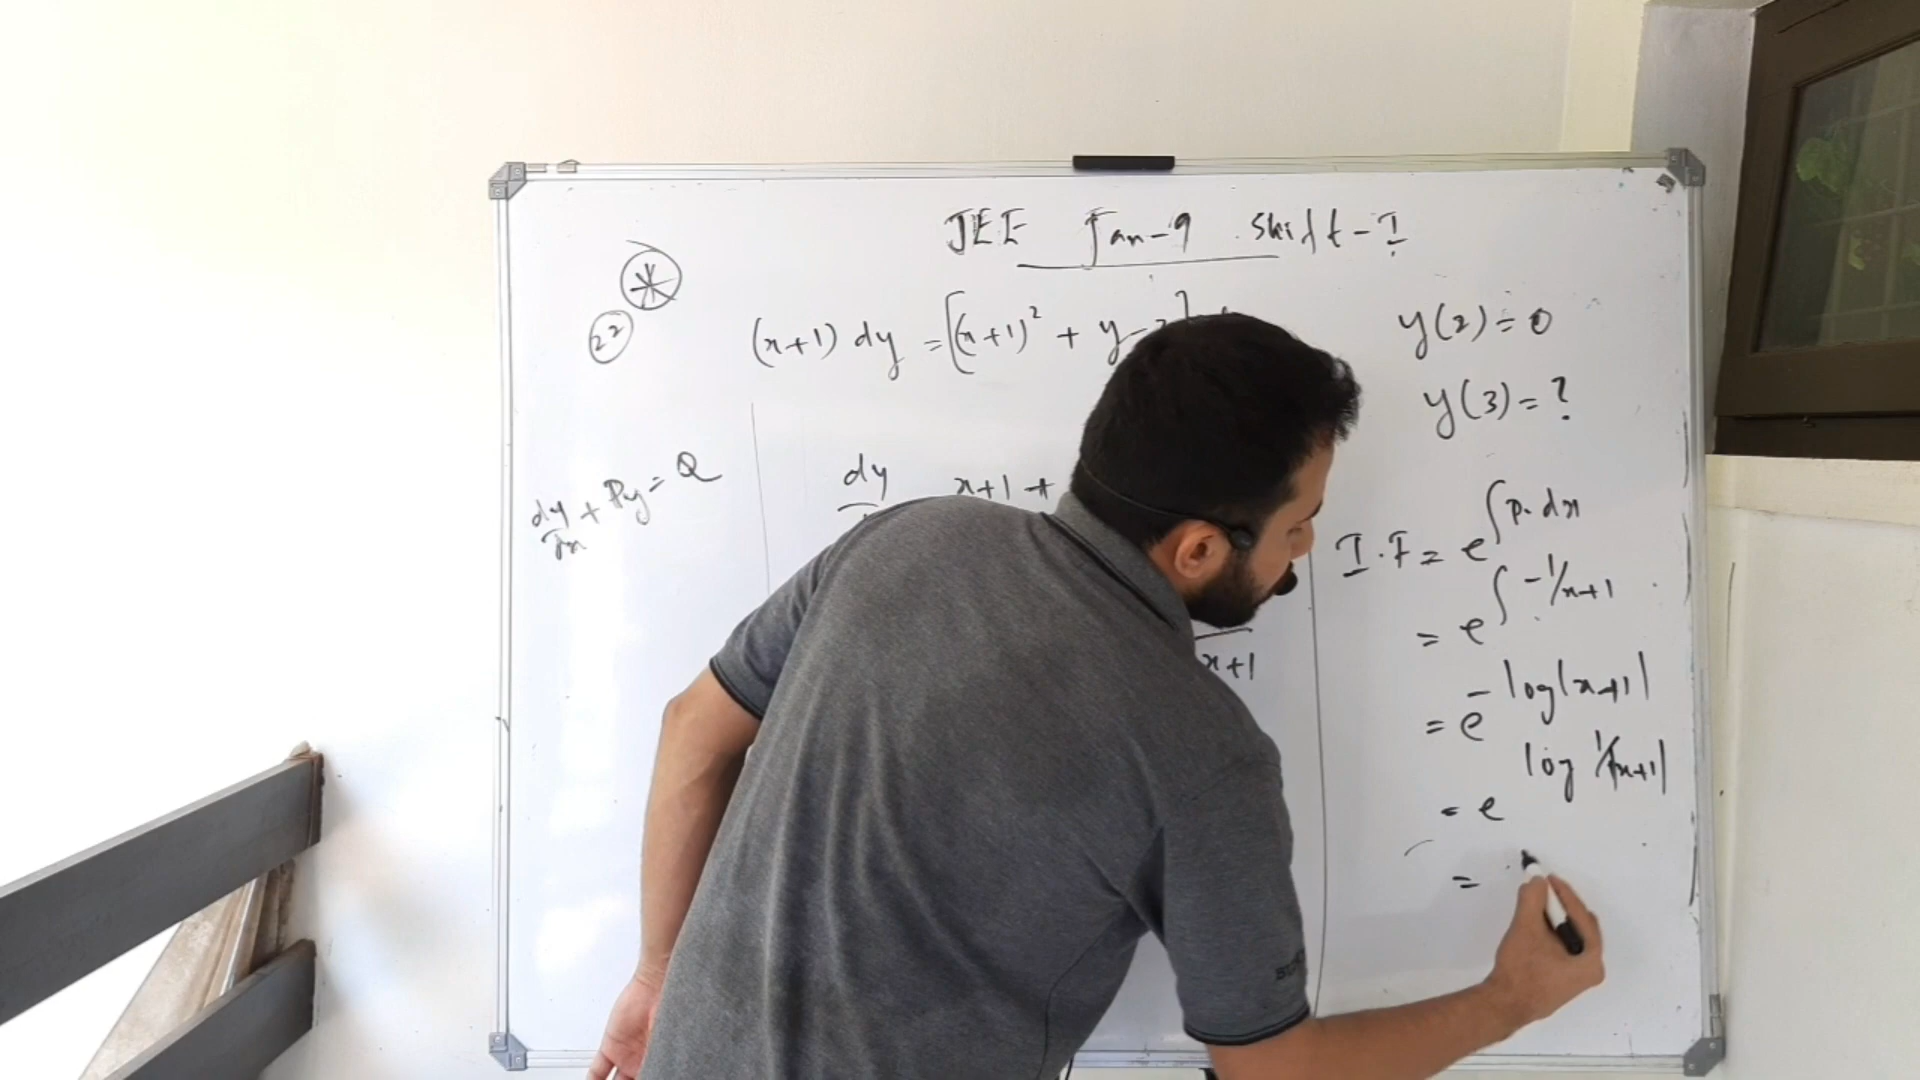 JEE Jan-9 Shift-I
22
(x+1) dy = [(x+1)² + y-3]
y(2) = 0
y(3) = ?
dy/dx + Py = Q
dy
x+1 +
x+1
I.F = e^∫P.dx
= e^∫-1/x+1
= e^-log|x+1|
= e^log 1/|x+1|
=